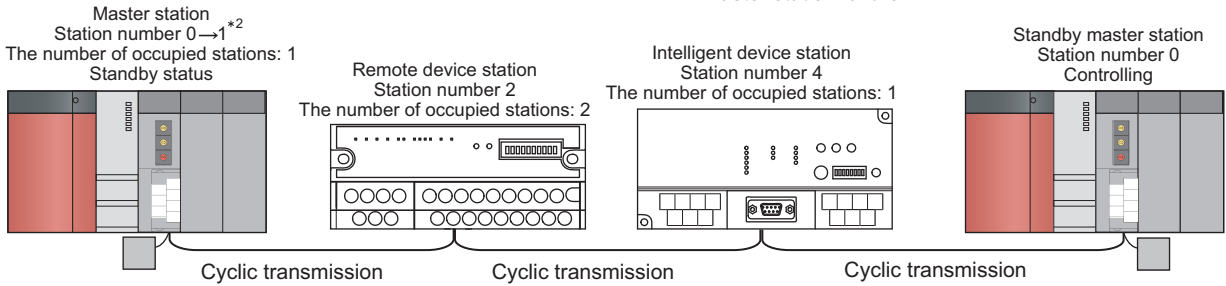 Master station
Station number 0→1*2
The number of occupied stations: 1
Standby status
Remote device station
Station number 2
The number of occupied stations: 2
Intelligent device station
Station number 4
The number of occupied stations: 1
Standby master station
Station number 0
Controlling
Cyclic transmission
Cyclic transmission
Cyclic transmission